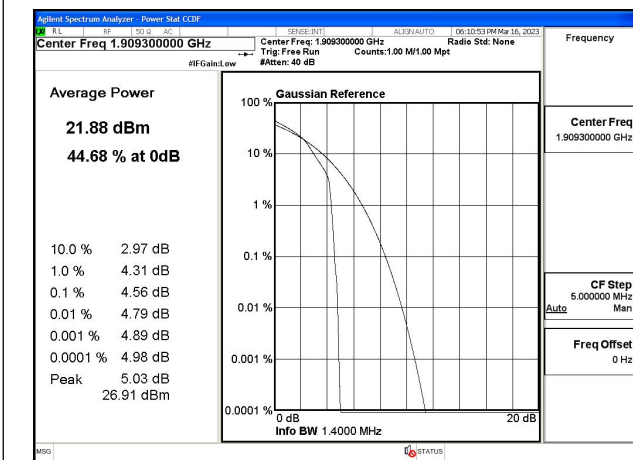 Agilent Spectrum Analyzer - Power Stat CCDF
LXI RL RF 50 Ω AC SENSE:INT ALIGNAUTO 06:10:53 PM Mar 16, 2023
Center Freq 1.909300000 GHz
Center Freq: 1.909300000 GHz Radio Std: None
Trig: Free Run Counts:1.00 M/1.00 Mpt
#IFGain:Low #Atten: 40 dB
Frequency
Average Power
21.88 dBm
44.68 % at 0dB
10.0 % 2.97 dB
1.0 % 4.31 dB
0.1 % 4.56 dB
0.01 % 4.79 dB
0.001 % 4.89 dB
0.0001 % 4.98 dB
Peak 5.03 dB
26.91 dBm
Gaussian Reference
100 %
10 %
1 %
0.1 %
0.01 %
0.001 %
0.0001 %
0 dB 20 dB
Info BW 1.4000 MHz
Center Freq
1.909300000 GHz
CF Step
5.000000 MHz
Auto Man
Freq Offset
0 Hz
MSG STATUS